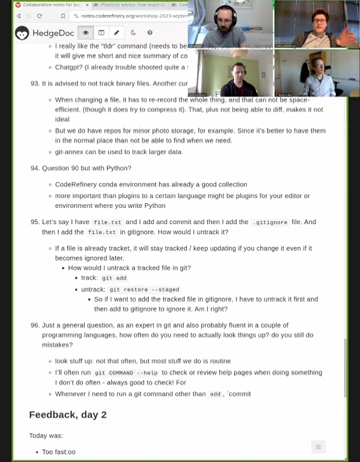 Collaborative notes for
notes.coderefinery.org/workshop-2023-septem
HedgeDoc
I really like the "tldr" command (needs to be
it will give me short and nice summary of co
Chatgpt? (I already trouble shooted quite a
93. It is advised to not track binary files. Another cur
When changing a file, it has to re-record the whole thing, and that can not be space-
efficient. (though it does try to compress it). That, plus not being able to diff, makes it not
ideal
But we do have repos for minor photo storage, for example. Since it's better to have them
in the normal place than not be able to find when we need.
git-annex can be used to track larger data
94. Question 90 but with Python?
CodeRefinery conda environment has already a good collection
more important than plugins to a certain language might be plugins for your editor or
environment where you write Python
95. Let's say I have file.txt and I add and commit and then I add the .gitignore file. And
then I add the file.txt in gitignore. How would I untrack it?
If a file is already tracket, it will stay tracked / keep updating if you change it even if it
becomes ignored later.
How would I untrack a tracked file in git?
track: git add
untrack: git restore --staged
So if I want to add the tracked file in gitignore, I have to untrack it first and
then add to gitignore to ignore it. Am I right?
96. Just a general question, as an expert in git and also probably fluent in a couple of
programming languages, how often do you need to actually look things up? do you still do
mistakes?
look stuff up: not that often, but most stuff we do is routine
I'll often run git COMMAND --help to check or review help pages when doing something
I don't do often - always good to check! For
Whenever I need to run a git command other than add, `commit
Feedback, day 2
Today was:
Too fast:oo